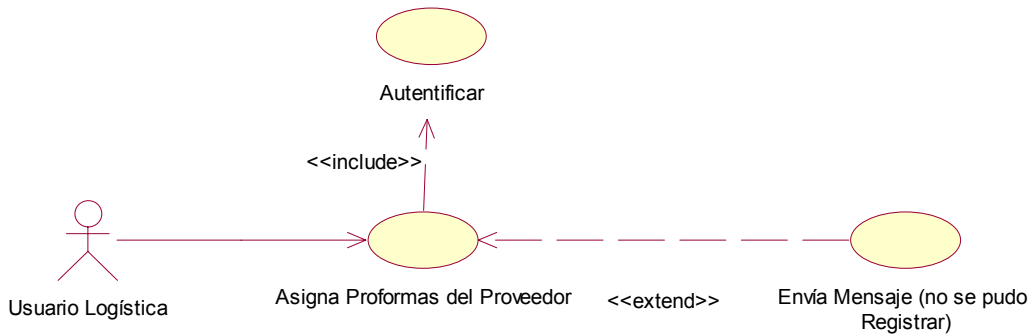 Autentificar
<<include>>
Usuario Logística
Asigna Proformas del Proveedor
<<extend>>
Envía Mensaje (no se pudo
Registrar)